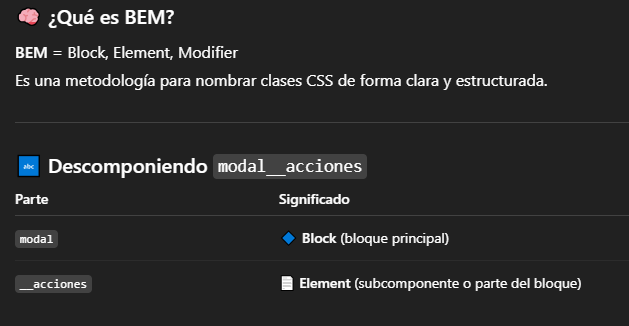 🧠 ¿Qué es BEM?
BEM = Block, Element, Modifier
Es una metodología para nombrar clases CSS de forma clara y estructurada.
abc Descomponiendo modal__acciones
Parte Significado
modal 🔷 Block (bloque principal)
__acciones 📄 Element (subcomponente o parte del bloque)